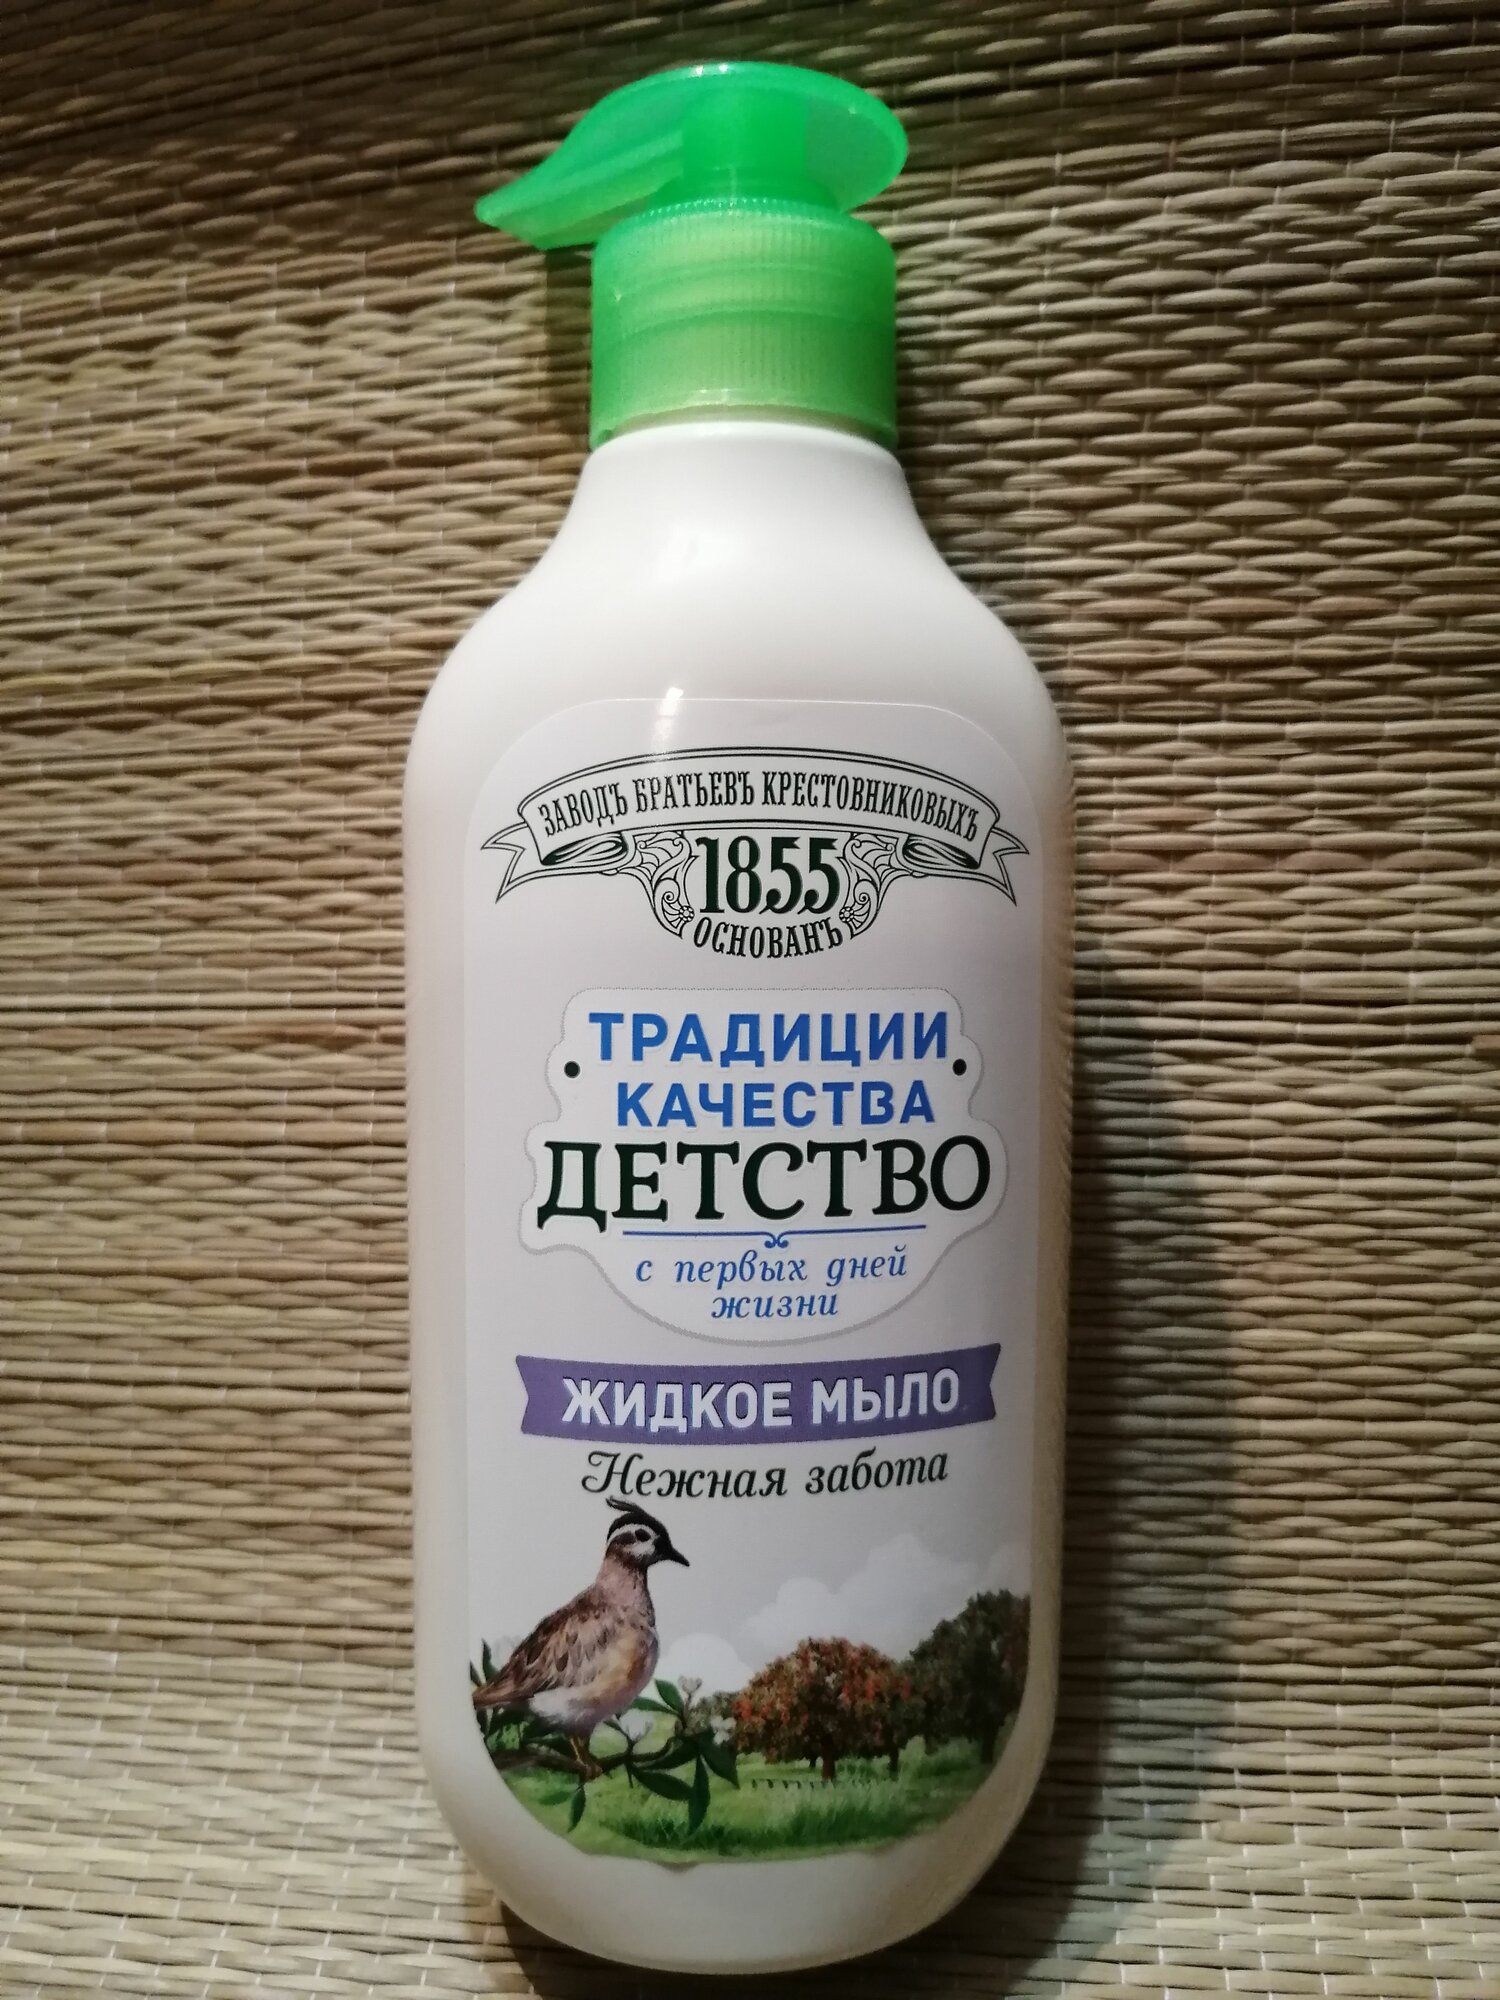 ЗАВОДЪ БРАТЬЕВЪ КРЕСТОВНИКОВЫХЪ
1855
ОСНОВАНЪ
ТРАДИЦИИ
КАЧЕСТВА
ДЕТСТВО
с первых дней
жизни
ЖИДКОЕ МЫЛО
Нежная забота